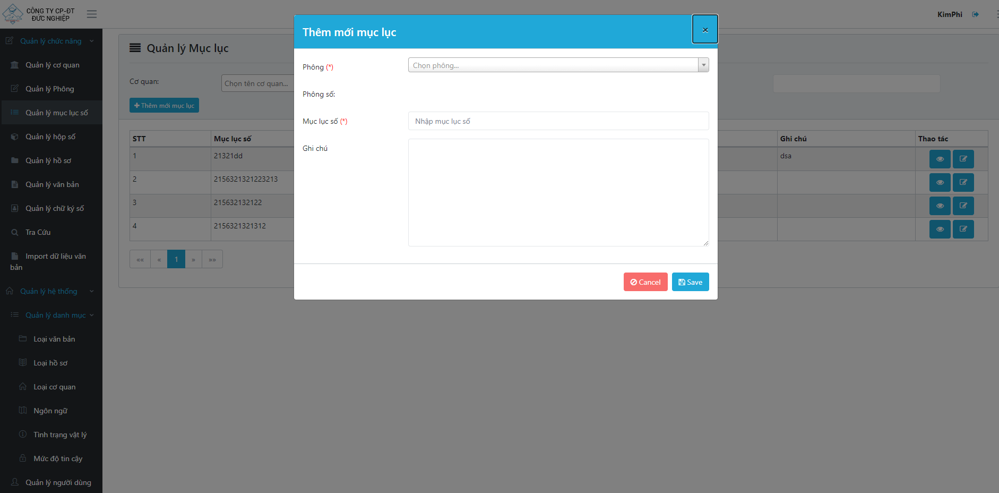 CÔNG TY CP-ĐT
ĐỨC NGHIỆP
KimPhi
Quản lý chức năng
Quản lý cơ quan
Quản lý Phông
Quản lý mục lục số
Quản lý hộp số
Quản lý hồ sơ
Quản lý văn bản
Quản lý chữ ký số
Tra Cứu
Import dữ liệu văn
bản
Quản lý hệ thống
Quản lý danh mục
Loại văn bản
Loại hồ sơ
Loại cơ quan
Ngôn ngữ
Tình trạng vật lý
Mức độ tin cậy
Quản lý người dùng
Quản lý Mục lục
Cơ quan:
Chọn tên cơ quan...
Thêm mới mục lục
STT Mục lục số Ghi chú Thao tác
1 21321dd dsa
2 2156321321223213
3 215632132122
4 2156321321312
«« « 1 » »»
Thêm mới mục lục
×
Phông (*)
Chọn phông...
Phông số:
Mục lục số (*)
Nhập mục lục số
Ghi chú
Cancel
Save